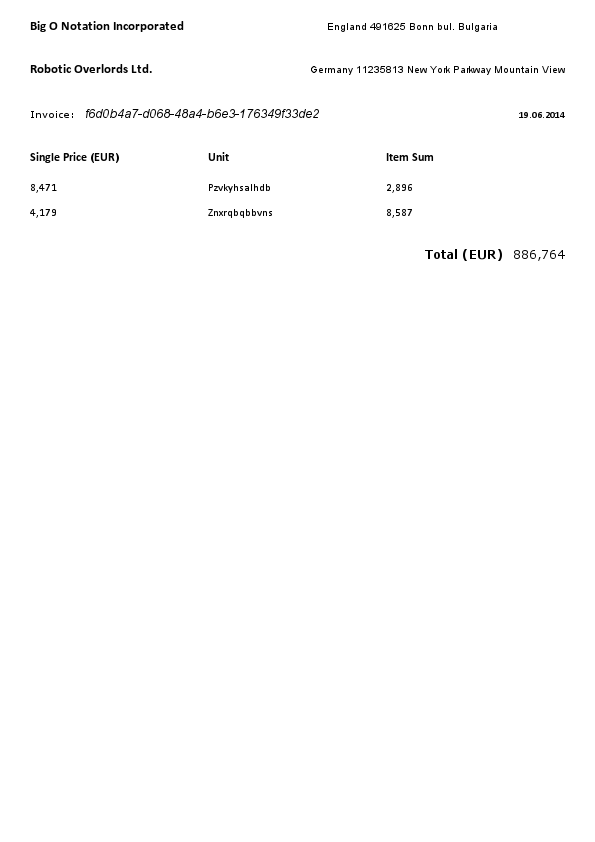 Big O Notation Incorporated England 491625 Bonn bul. Bulgaria
Robotic Overlords Ltd. Germany 11235813 New York Parkway Mountain View
Invoice: f6d0b4a7-d068-48a4-b6e3-176349f33de2 19.06.2014
Single Price (EUR) Unit Item Sum
8,471 Pzvkyhsalhdb 2,896
4,179 Znxrqbqbbvns 8,587
Total (EUR) 886,764